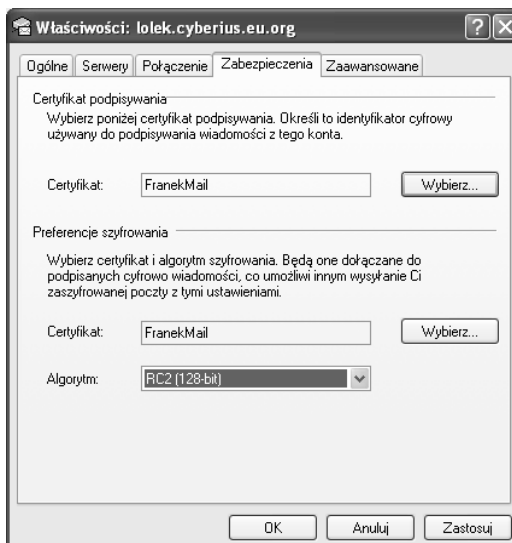 Właściwości: lolek.cyberius.eu.org
Ogólne Serwery Połączenie Zabezpieczenia Zaawansowane
Certyfikat podpisywania
Wybierz poniżej certyfikat podpisywania. Określi to identyfikator cyfrowy
używany do podpisywania wiadomości z tego konta.
Certyfikat: FranekMail Wybierz...
Preferencje szyfrowania
Wybierz certyfikat i algorytm szyfrowania. Będą one dołączane do
podpisanych cyfrowo wiadomości, co umożliwi innym wysyłanie Ci
zaszyfrowanej poczty z tymi ustawieniami.
Certyfikat: FranekMail Wybierz...
Algorytm: RC2 (128-bit)
OK Anuluj Zastosuj